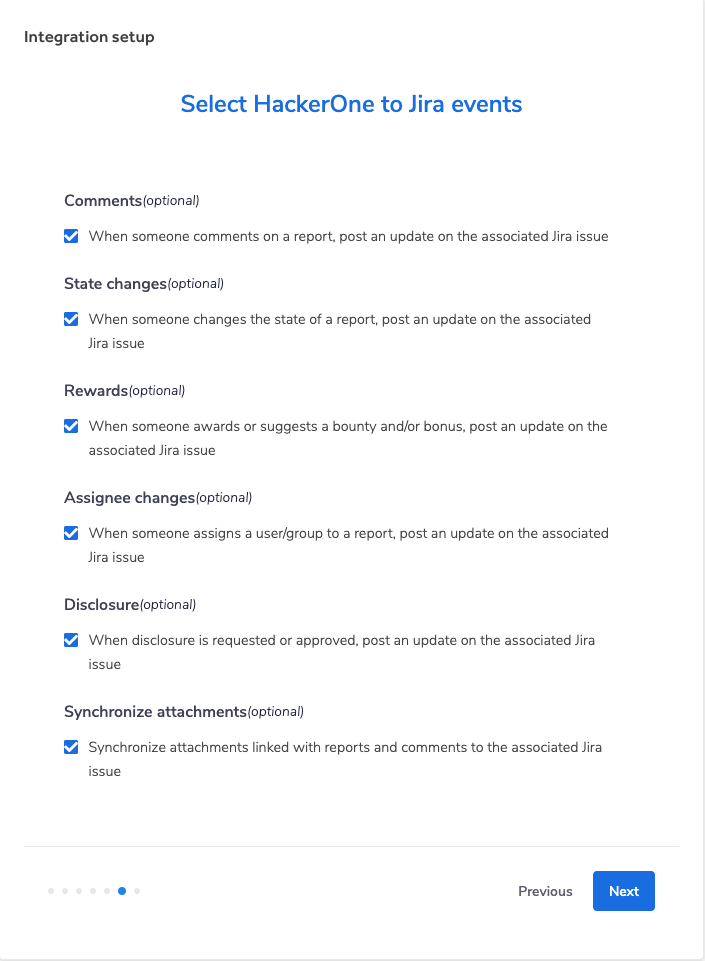 Integration setup
Select HackerOne to Jira events
Comments(optional)
When someone comments on a report, post an update on the associated Jira issue
State changes(optional)
When someone changes the state of a report, post an update on the associated
Jira issue
Rewards(optional)
When someone awards or suggests a bounty and/or bonus, post an update on the
associated Jira issue
Assignee changes(optional)
When someone assigns a user/group to a report, post an update on the associated
Jira issue
Disclosure(optional)
When disclosure is requested or approved, post an update on the associated Jira
issue
Synchronize attachments(optional)
Synchronize attachments linked with reports and comments to the associated Jira
issue
Previous Next